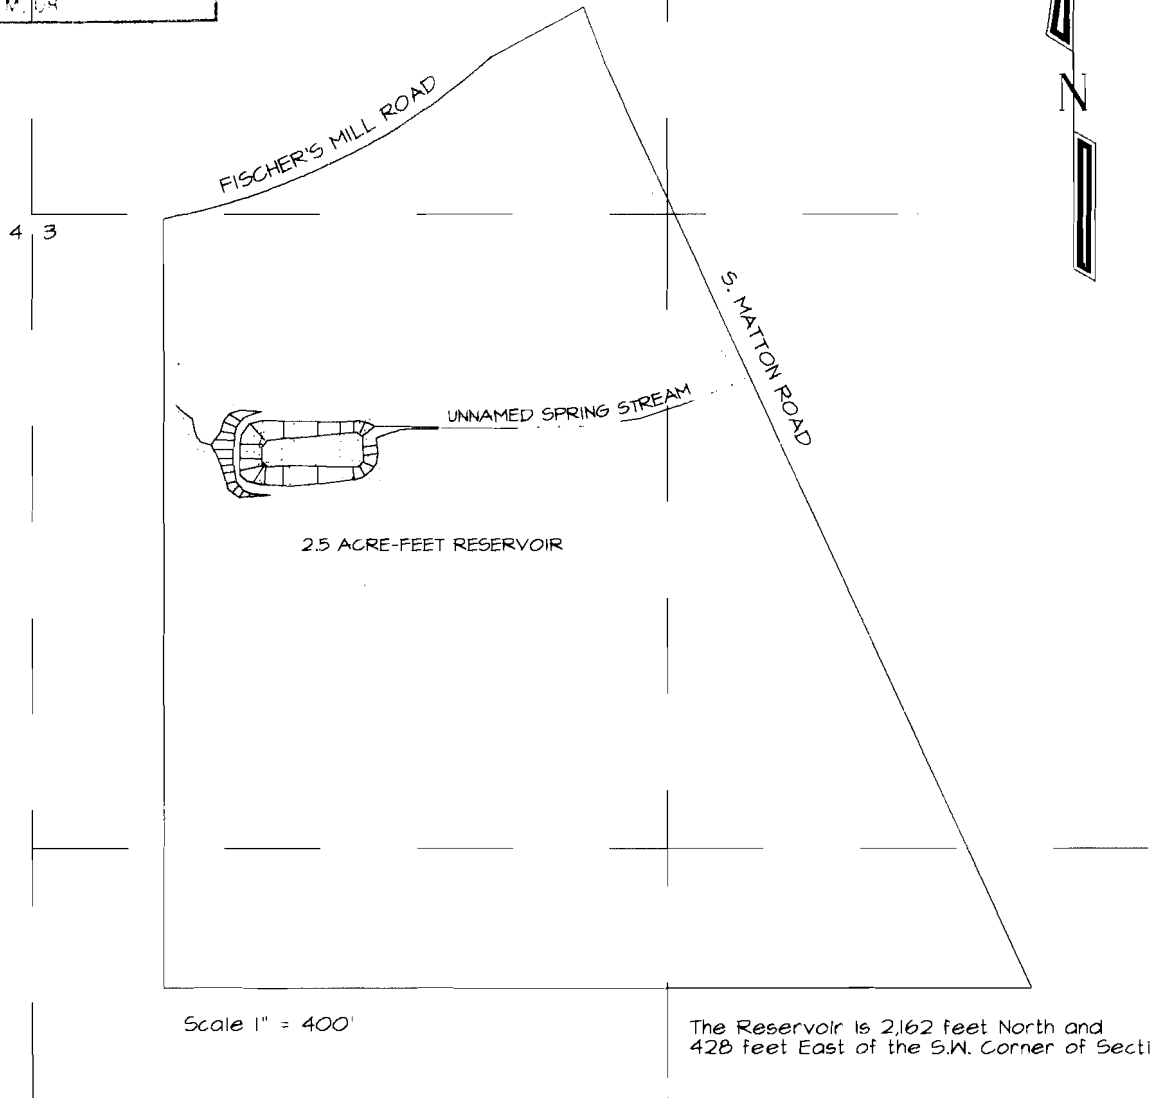 N
FISCHER'S MILL ROAD
4 3
S. MATTON ROAD
UNNAMED SPRING STREAM
2.5 ACRE-FEET RESERVOIR
Scale 1" = 400'
The Reservoir is 2,162 feet North and
428 feet East of the S.W. Corner of Secti